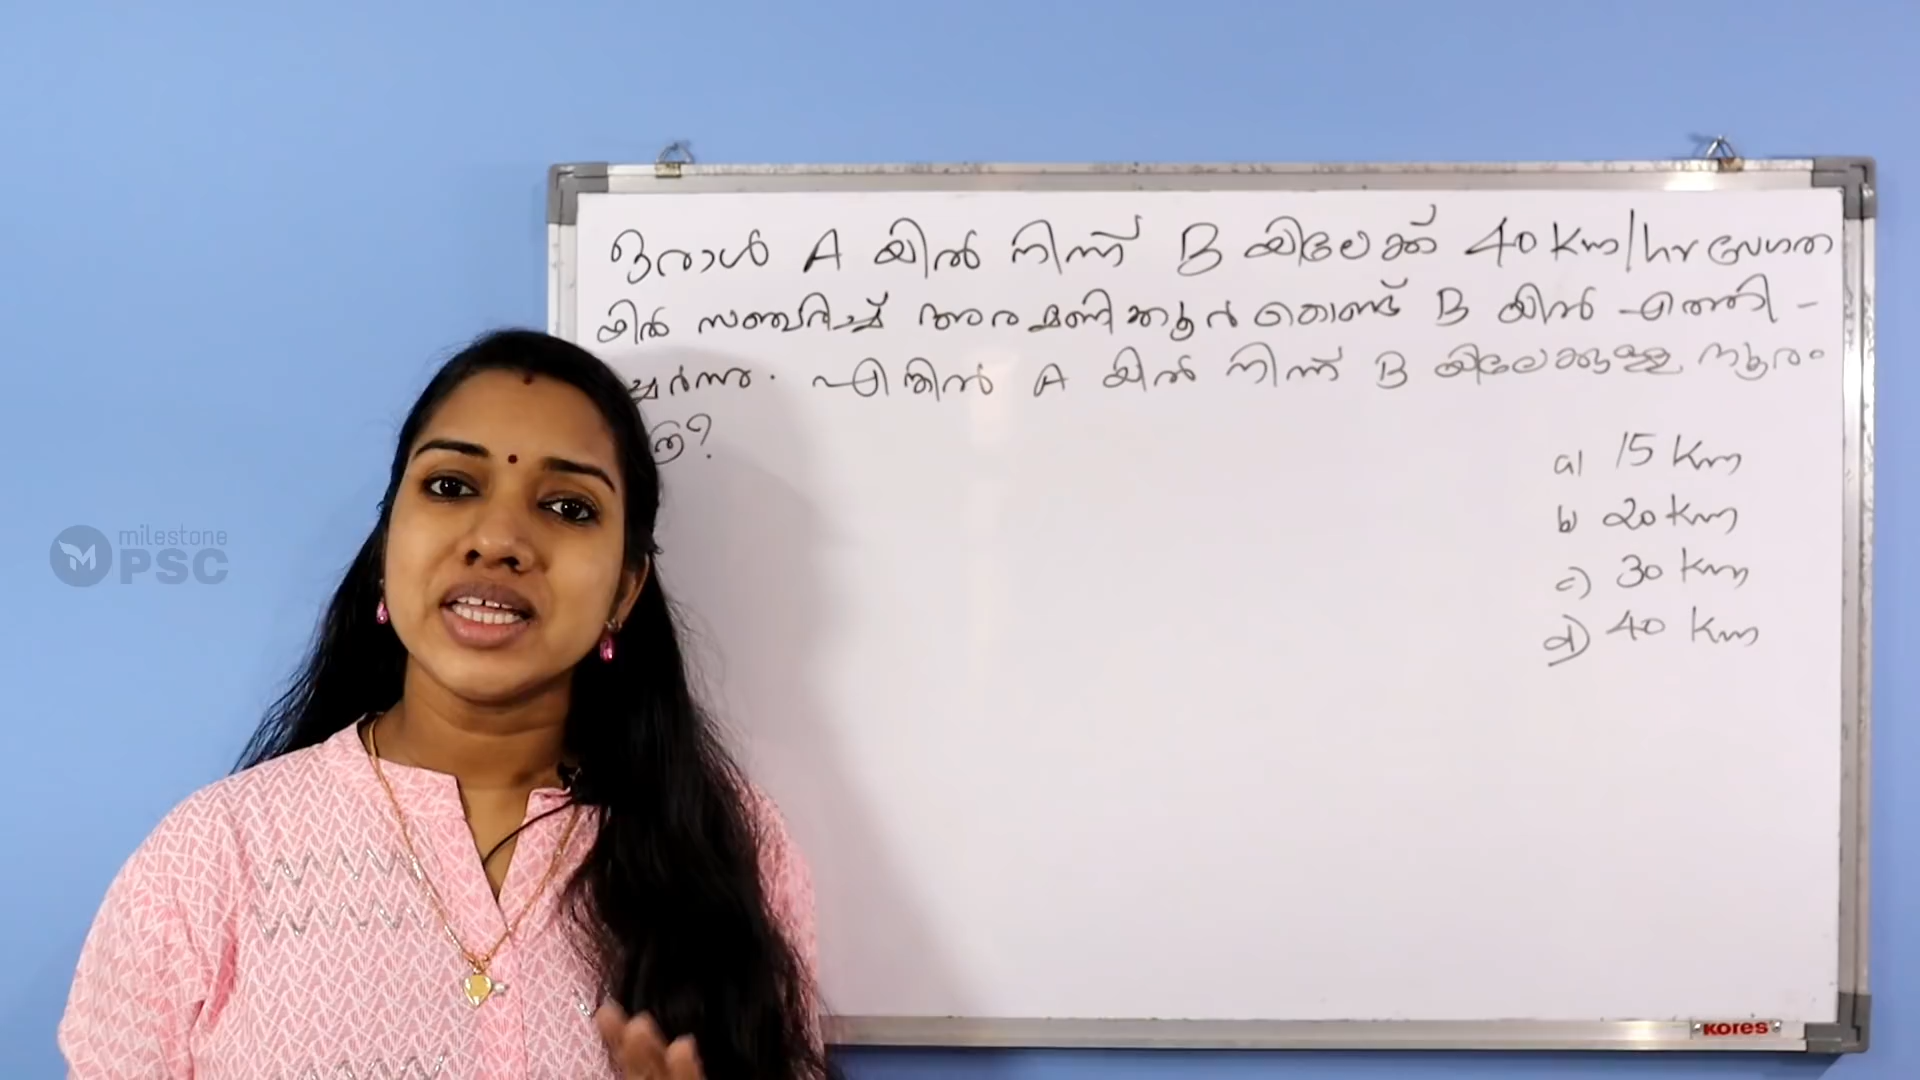 ഒരാൾ A യിൽ നിന്ന് B യിലേക്ക് 40 Km/hr വേഗത
യിൽ സഞ്ചരിച്ച് അരമണിക്കൂർ കൊണ്ട് B യിൽ എത്തി -
ച്ചേർന്നു. എങ്കിൽ A യിൽ നിന്ന് B യിലേക്കുള്ള ദൂരം
ത്ര?
a) 15 Km
b) 20 Km
c) 30 Km
d) 40 Km
milestone
PSC
KORES